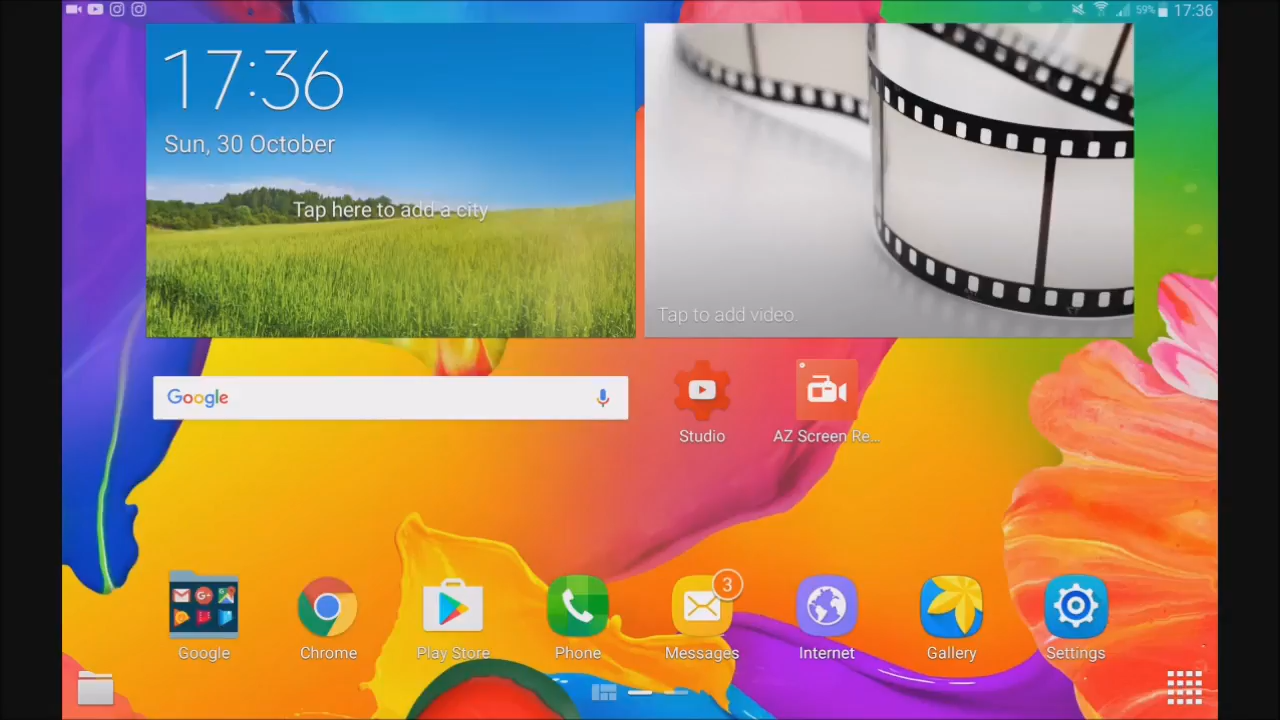 59% 17:36
17:36
Sun, 30 October
Tap here to add a city
Tap to add video.
Google
Studio
AZ Screen Re...
3
Google
Chrome
Play Store
Phone
Messages
Internet
Gallery
Settings